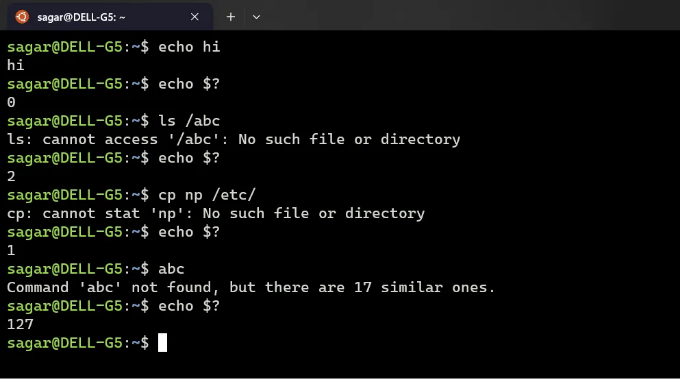 sagar@DELL-G5: ~
sagar@DELL-G5:~$ echo hi
hi
sagar@DELL-G5:~$ echo $?
0
sagar@DELL-G5:~$ ls /abc
ls: cannot access '/abc': No such file or directory
sagar@DELL-G5:~$ echo $?
2
sagar@DELL-G5:~$ cp np /etc/
cp: cannot stat 'np': No such file or directory
sagar@DELL-G5:~$ echo $?
1
sagar@DELL-G5:~$ abc
Command 'abc' not found, but there are 17 similar ones.
sagar@DELL-G5:~$ echo $?
127
sagar@DELL-G5:~$